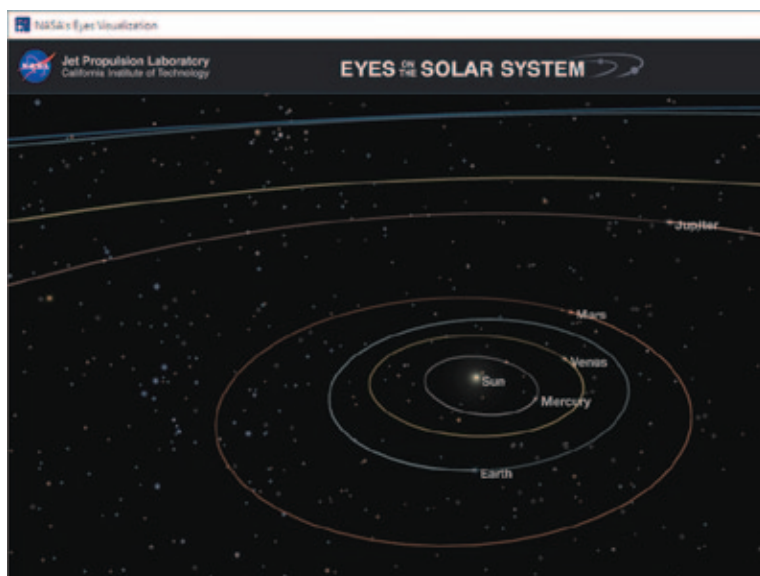 NASA's Eyes Visualization
NASA
Jet Propulsion Laboratory
California Institute of Technology
EYES ON THE SOLAR SYSTEM
Jupiter
Mars
Venus
Sun
Mercury
Earth